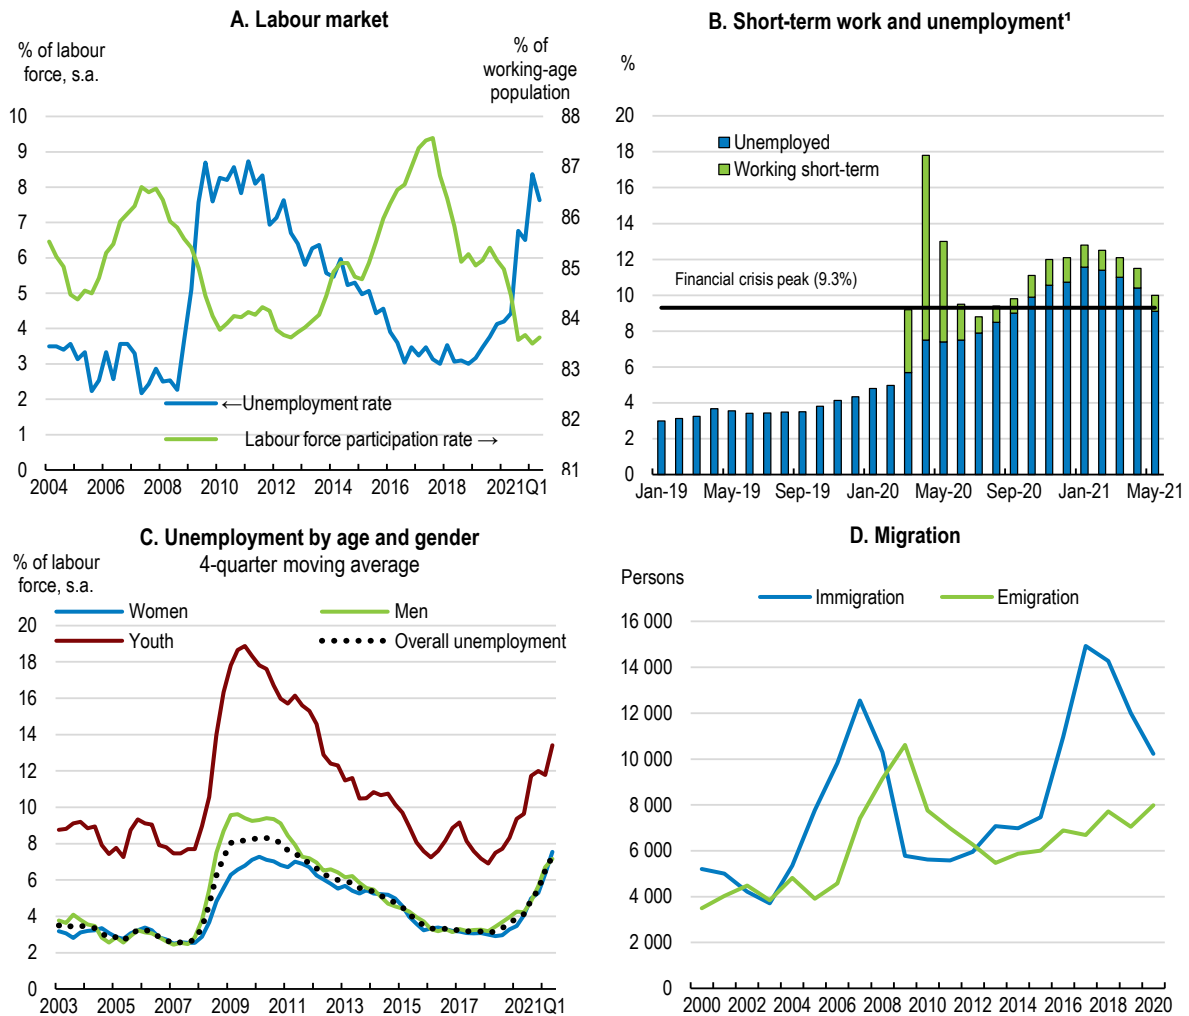 A. Labour market
% of labour
force, s.a.
% of
working-age
population
10
9
8
7
6
5
4
3
2
1
0
88
87
86
85
84
83
82
81
←Unemployment rate
Labour force participation rate →
2004 2006 2008 2010 2012 2014 2016 2018 2021Q1
B. Short-term work and unemployment¹
%
20
18
16
14
12
10
8
6
4
2
0
Unemployed
Working short-term
Financial crisis peak (9.3%)
Jan-19 May-19 Sep-19 Jan-20 May-20 Sep-20 Jan-21 May-21
C. Unemployment by age and gender
4-quarter moving average
% of labour
force, s.a.
Women Men
Youth Overall unemployment
20
18
16
14
12
10
8
6
4
2
0
2003 2005 2007 2009 2011 2013 2015 2017 2021Q1
D. Migration
Persons
Immigration Emigration
16 000
14 000
12 000
10 000
8 000
6 000
4 000
2 000
0
2000 2002 2004 2006 2008 2010 2012 2014 2016 2018 2020